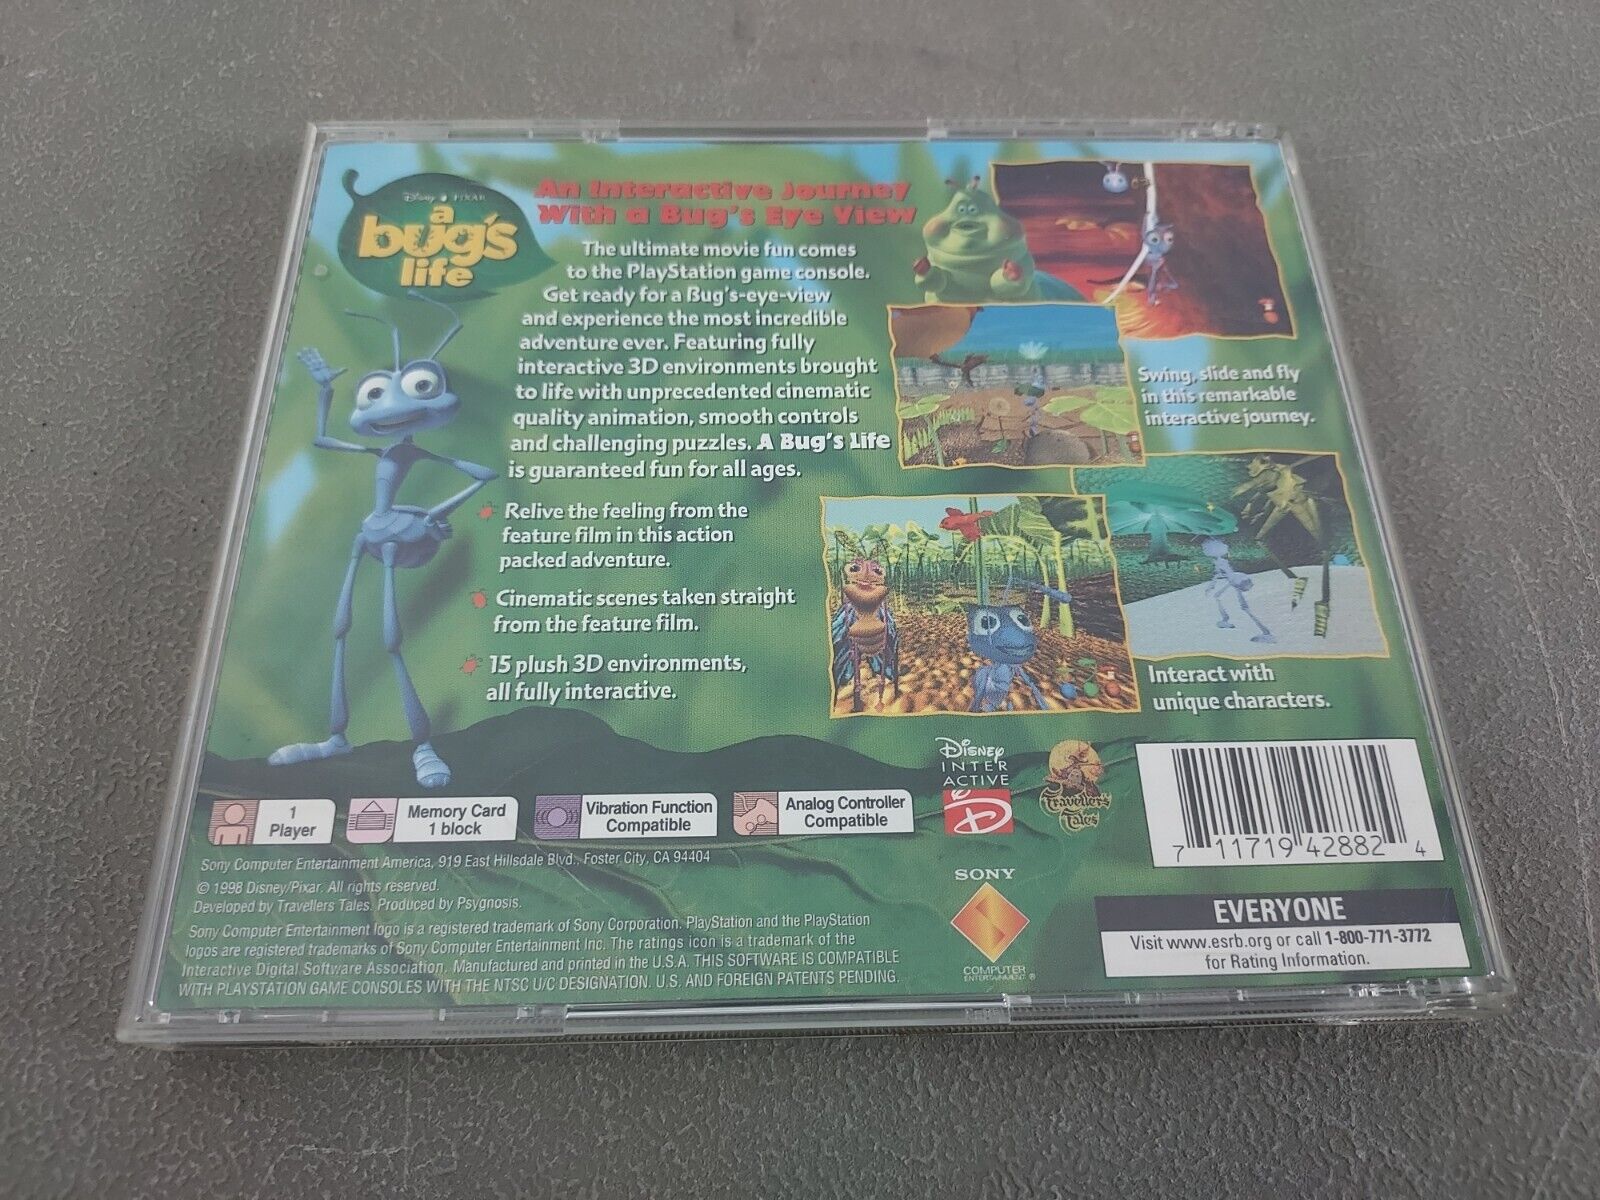 Disney PIXAR
a
bug's
life
An Interactive Journey
With a Bug's Eye View
The ultimate movie fun comes
to the PlayStation game console.
Get ready for a Bug's-eye-view
and experience the most incredible
adventure ever. Featuring fully
interactive 3D environments brought
to life with unprecedented cinematic
quality animation, smooth controls
and challenging puzzles. A Bug's Life
is guaranteed fun for all ages.
Relive the feeling from the
feature film in this action
packed adventure.
Cinematic scenes taken straight
from the feature film.
15 plush 3D environments,
all fully interactive.
Swing, slide and fly
in this remarkable
interactive journey.
Interact with
unique characters.
1
Player
Memory Card
1 block
Vibration Function
Compatible
Analog Controller
Compatible
Disney
INTER
ACTIVE
Traveller's
Tales
7 11719 42882 4
Sony Computer Entertainment America, 919 East Hillsdale Blvd., Foster City, CA 94404
© 1998 Disney/Pixar. All rights reserved.
Developed by Travellers Tales. Produced by Psygnosis.
Sony Computer Entertainment logo is a registered trademark of Sony Corporation. PlayStation and the PlayStation
logos are registered trademarks of Sony Computer Entertainment Inc. The ratings icon is a trademark of the
Interactive Digital Software Association. Manufactured and printed in the U.S.A. THIS SOFTWARE IS COMPATIBLE
WITH PLAYSTATION GAME CONSOLES WITH THE NTSC U/C DESIGNATION. U.S. AND FOREIGN PATENTS PENDING.
SONY
COMPUTER
ENTERTAINMENT®
EVERYONE
Visit www.esrb.org or call 1-800-771-3772
for Rating Information.